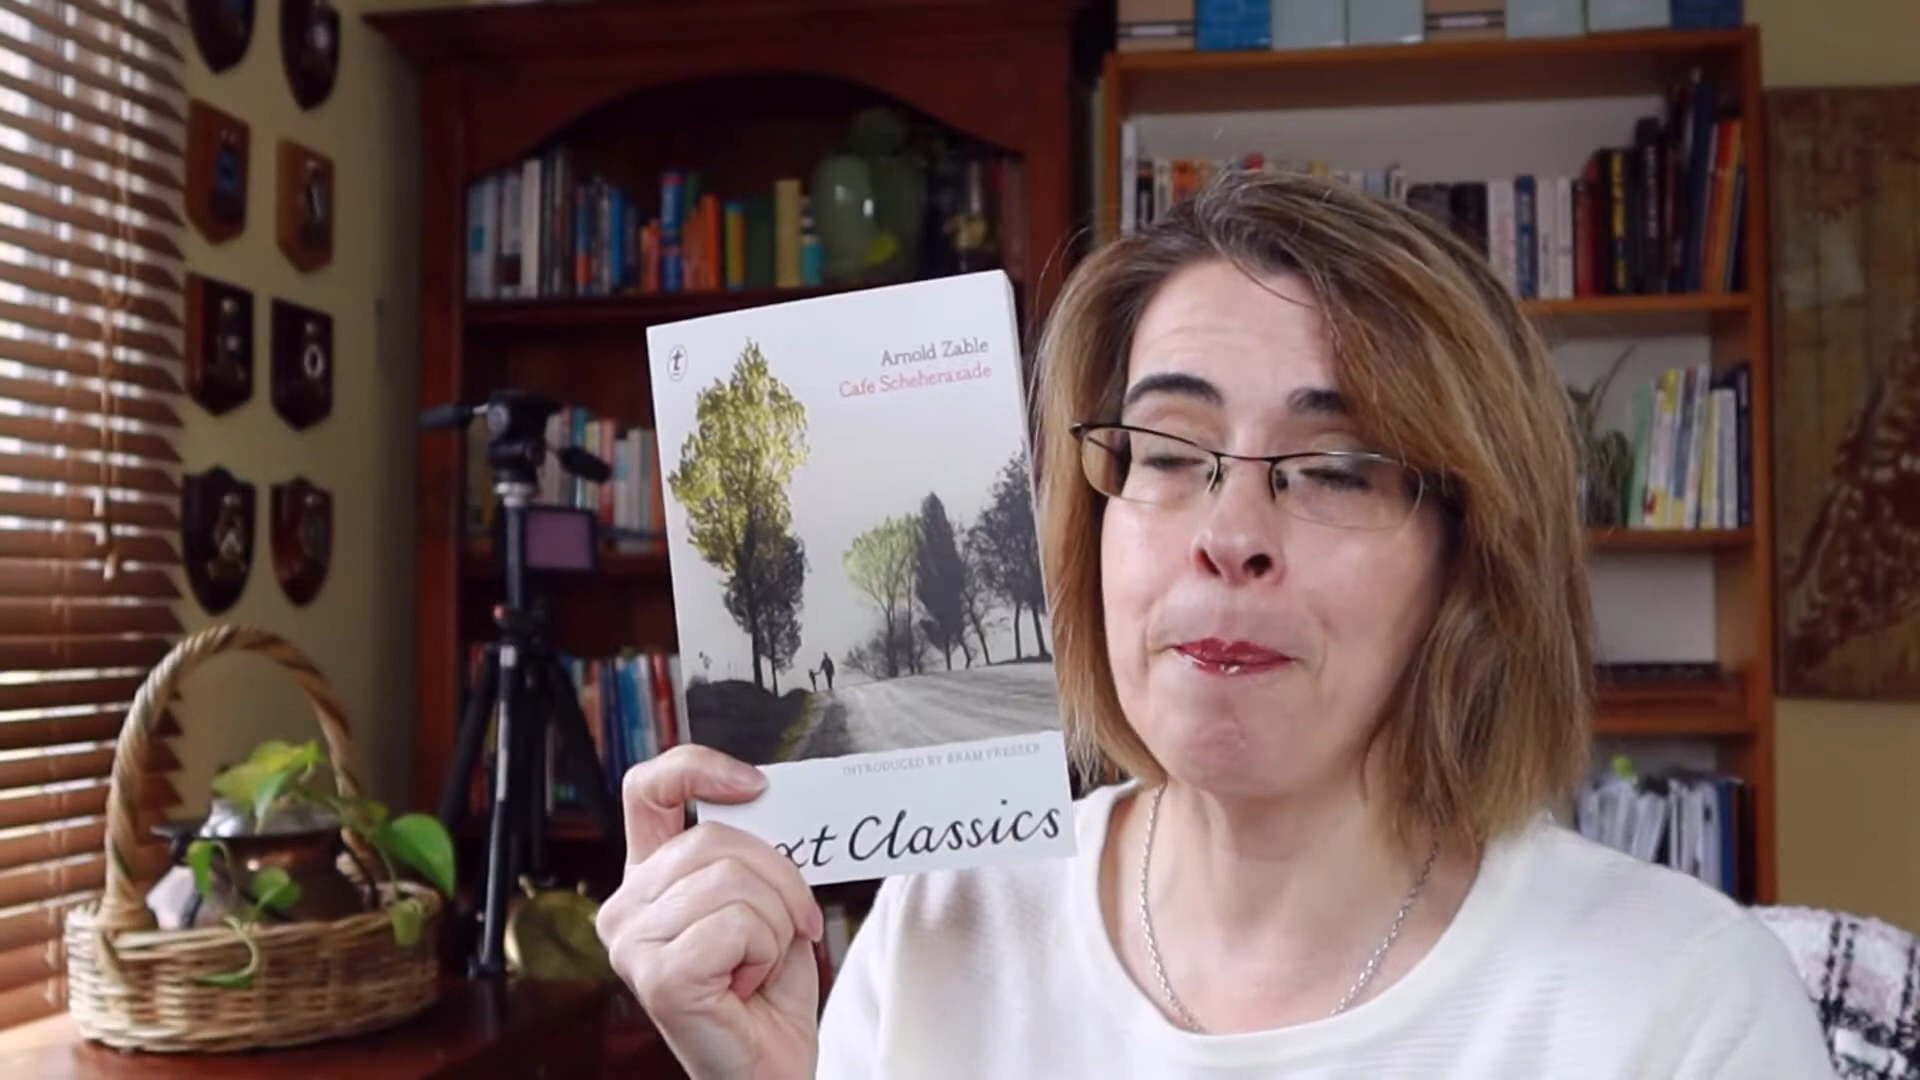 t
Arnold Zable
Cafe Scheherazade
INTRODUCED BY BRAM PRESSER
xt Classics